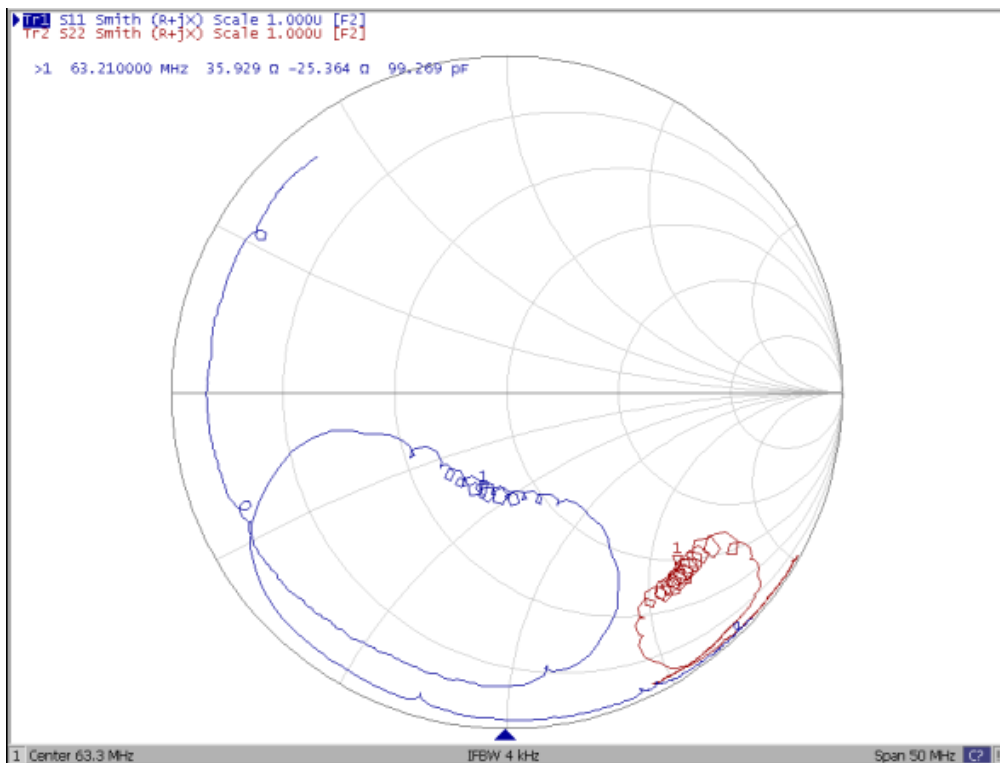 Tr1 S11 Smith (R+jX) Scale 1.000U [F2]
Tr2 S22 Smith (R+jX) Scale 1.000U [F2]
>1 63.210000 MHz 35.929 Ω -25.364 Ω 99.269 pF
1
1
2
1 Center 63.3 MHz IFBW 4 kHz Span 50 MHz C?